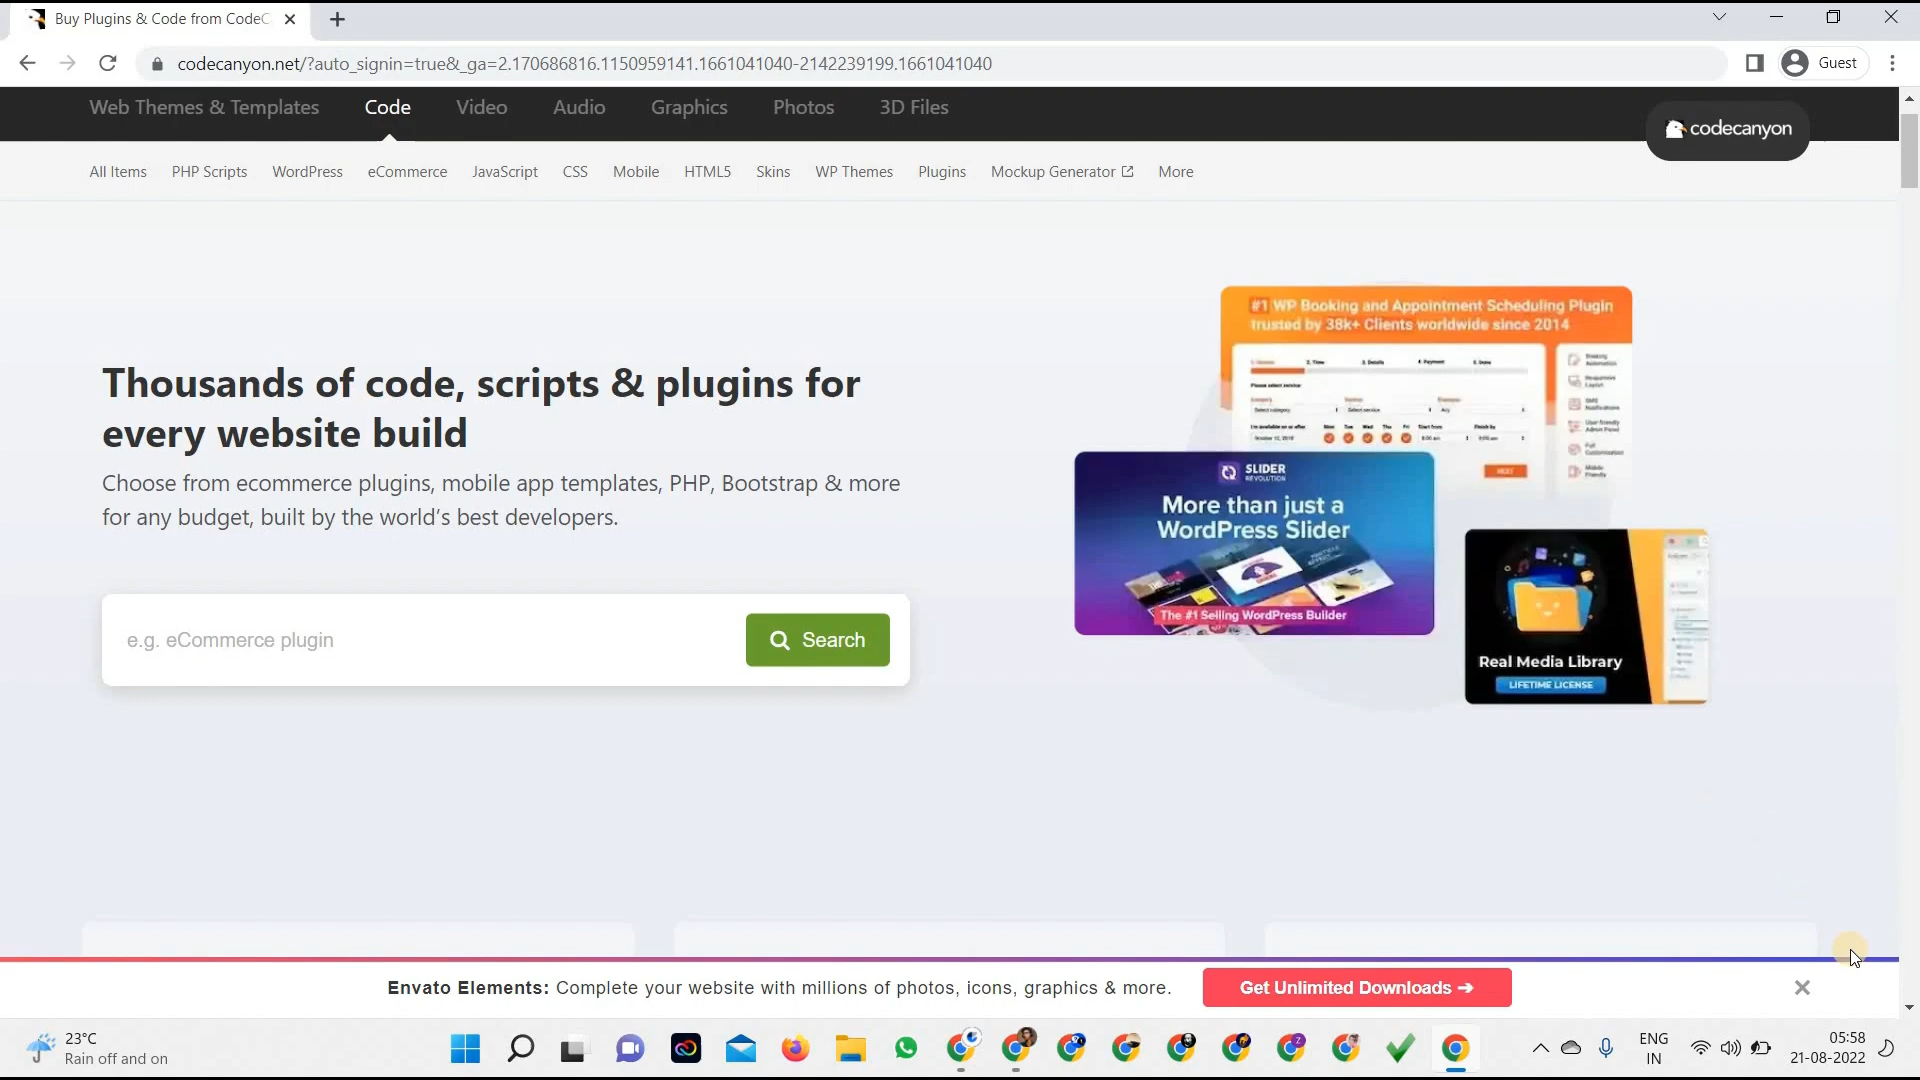 Buy Plugins & Code from CodeC
codecanyon.net/?auto_signin=true&_ga=2.170686816.1150959141.1661041040-2142239199.1661041040
Guest
Web Themes & Templates Code Video Audio Graphics Photos 3D Files
codecanyon
All Items PHP Scripts WordPress eCommerce JavaScript CSS Mobile HTML5 Skins WP Themes Plugins Mockup Generator More
Thousands of code, scripts & plugins for
every website build
Choose from ecommerce plugins, mobile app templates, PHP, Bootstrap & more
for any budget, built by the world's best developers.
e.g. eCommerce plugin
Search
#1 WP Booking and Appointment Scheduling Plugin
trusted by 38k+ Clients worldwide since 2014
SLIDER
REVOLUTION
More than just a
WordPress Slider
The #1 Selling WordPress Builder
Real Media Library
LIFETIME LICENSE
Envato Elements: Complete your website with millions of photos, icons, graphics & more.
Get Unlimited Downloads ➔
23°C
Rain off and on
ENG
IN
05:58
21-08-2022